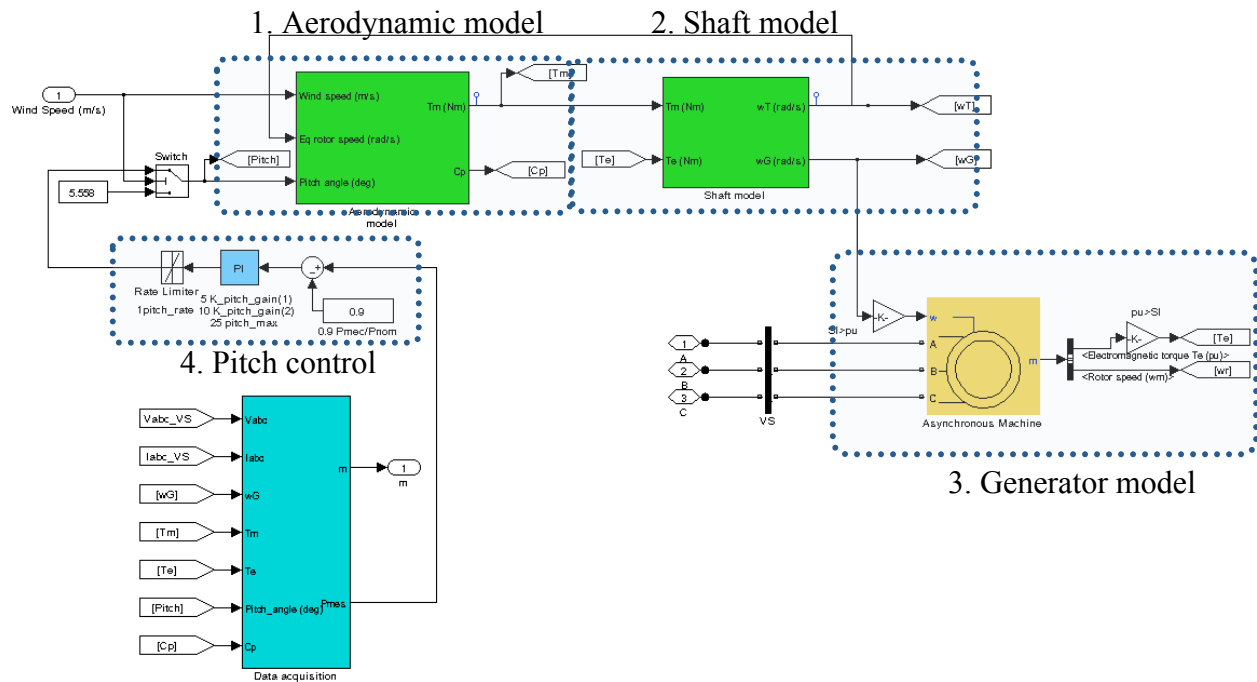 1. Aerodynamic model
2. Shaft model
1
Wind Speed (m/s)
Wind speed (m/s)
Eq rotor speed (rad/s)
Pitch angle (deg)
Tm (Nm)
Cp
Aerodynamic
model
[Tm]
[Cp]
[Pitch]
Switch
5.558
Tm (Nm)
Te (Nm)
wT (rad/s)
wG (rad/s)
Shaft model
[Te]
[wT]
[wG]
Rate Limiter
1pitch_rate
PI
5 K_pitch_gain(1)
10 K_pitch_gain(2)
25 pitch_max
-+
0.9
0.9 Pmec/Pnom
4. Pitch control
SI>pu
-K-
1
A
2
B
3
C
VS
w
A
B
C
m
Asynchronous Machine
pu>SI
-K-
<Electromagnetic torque Te (pu)>
<Rotor speed (wm)>
[Te]
[wr]
3. Generator model
Vabc_VS
Iabc_VS
[wG]
[Tm]
[Te]
[Pitch]
[Cp]
Vabc
Iabc
wG
Tm
Te
Pitch_angle (deg)
Cp
m
Pmes
Data acquisition
1
m